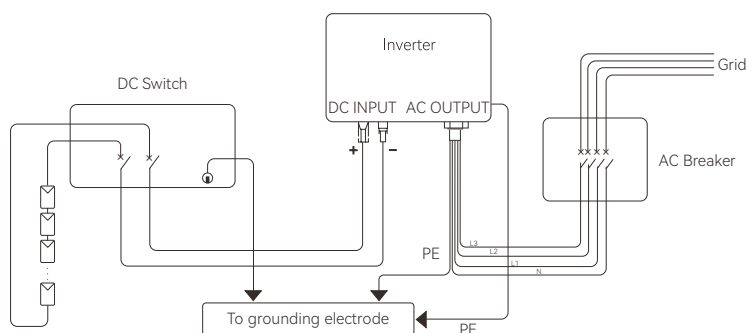 Inverter
Grid
DC Switch
DC INPUT AC OUTPUT
+ −
AC Breaker
L3
L2
PE
L1
N
To grounding electrode
PE